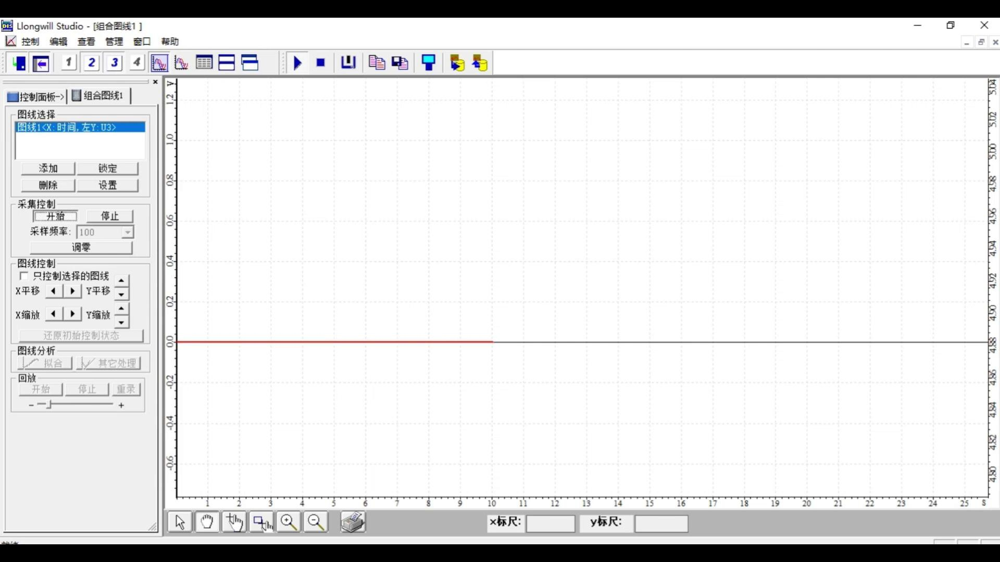 Llongwill Studio - [组合图线1 ]
控制 编辑 查看 管理 窗口 帮助
1 2 3 4
控制面板-> 组合图线1
图线选择
图线1<X:时间,左Y:U3>
添加 锁定
删除 设置
采集控制
开始 停止
采样频率: 100
调零
图线控制
只控制选择的图线
X平移 Y平移
X缩放 Y缩放
还原初始控制状态
图线分析
拟合 其它处理
回放
开始 停止 重录
- +
y
1.2
1.0
0.8
0.6
0.4
0.2
0.0
-0.2
-0.4
-0.6
5.04
5.02
5.00
4.98
4.96
4.94
4.92
4.90
4.88
4.86
4.84
4.82
4.80
1 2 3 4 5 6 7 8 9 10 11 12 13 14 15 16 17 18 19 20 21 22 23 24 25 s
x标尺: y标尺: